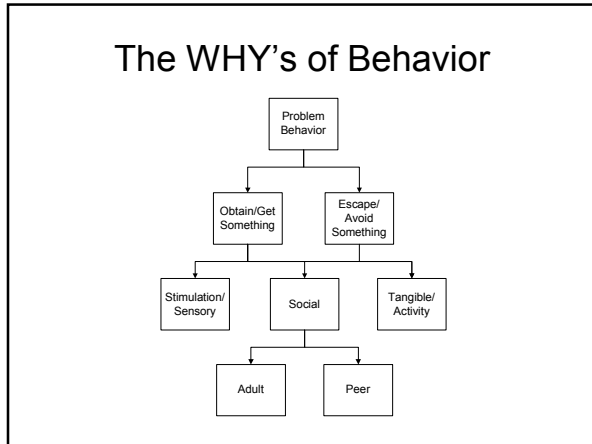 The WHY's of Behavior
Problem
Behavior
Obtain/Get
Something
Escape/
Avoid
Something
Stimulation/
Sensory
Social
Tangible/
Activity
Adult
Peer